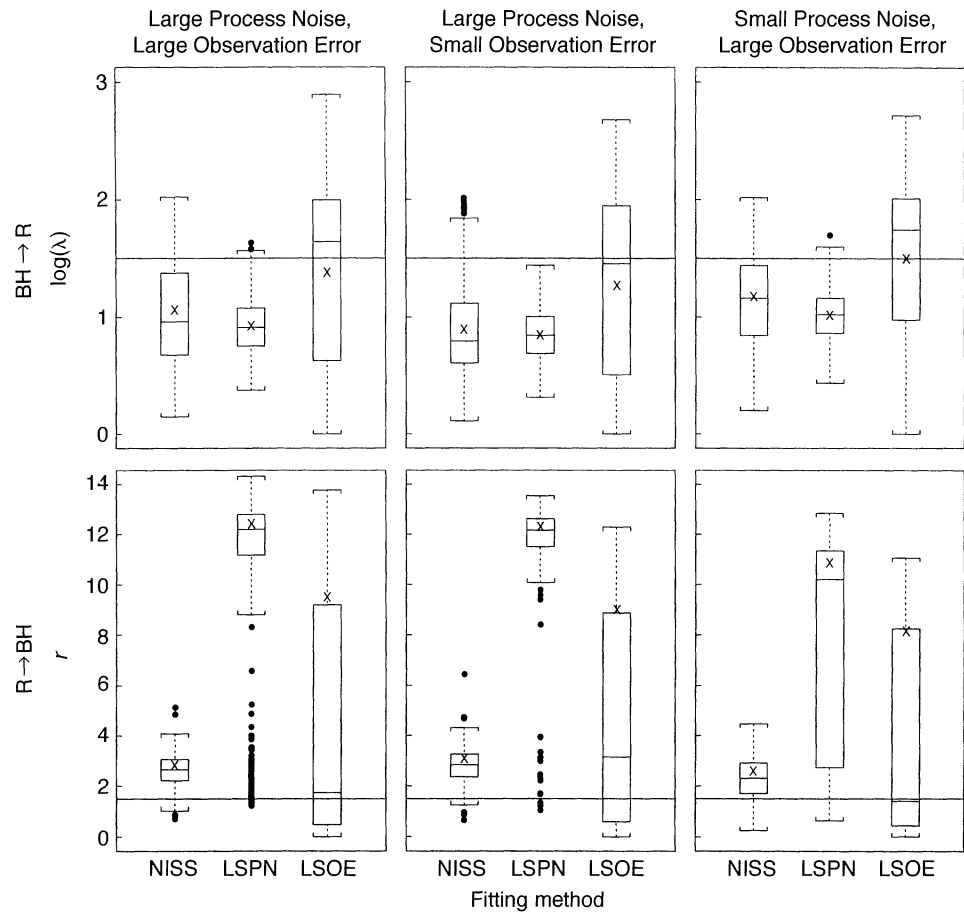 Large Process Noise,
Large Observation Error
Large Process Noise,
Small Observation Error
Small Process Noise,
Large Observation Error
BH → R
log(λ)
3
2
1
0
R→BH
r
14
12
10
8
6
4
2
0
NISS LSPN LSOE
NISS LSPN LSOE
NISS LSPN LSOE
Fitting method